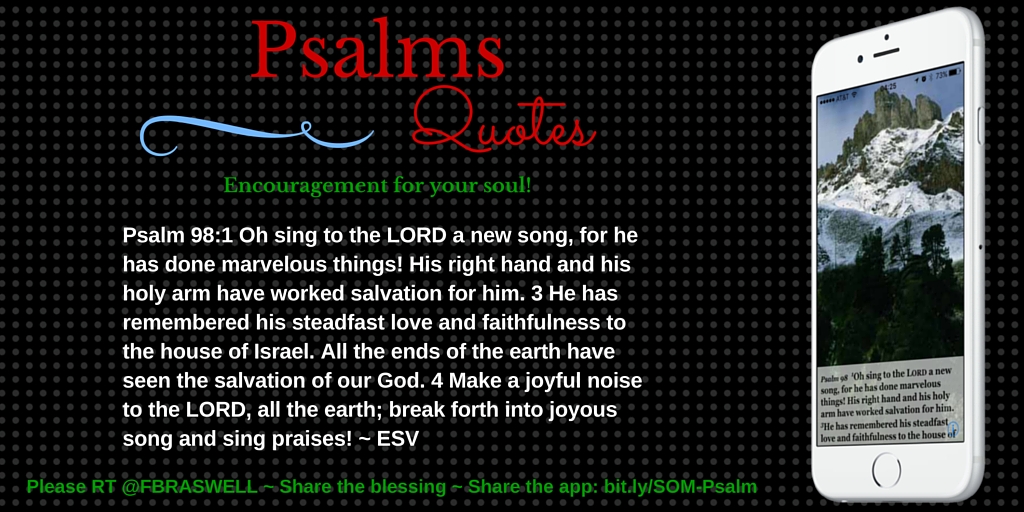 Psalms
Quotes
Encouragement for your soul!
Psalm 98:1 Oh sing to the LORD a new song, for he
has done marvelous things! His right hand and his
holy arm have worked salvation for him. 3 He has
remembered his steadfast love and faithfulness to
the house of Israel. All the ends of the earth have
seen the salvation of our God. 4 Make a joyful noise
to the LORD, all the earth; break forth into joyous
song and sing praises! ~ ESV
Please RT @FBRASWELL ~ Share the blessing ~ Share the app: bit.ly/SOM-Psalm
AT&T 04:25 73%
Psalm 98 ¹Oh sing to the LORD a new
song, for he has done marvelous
things! His right hand and his holy
arm have worked salvation for him.
³He has remembered his steadfast
love and faithfulness to the house of